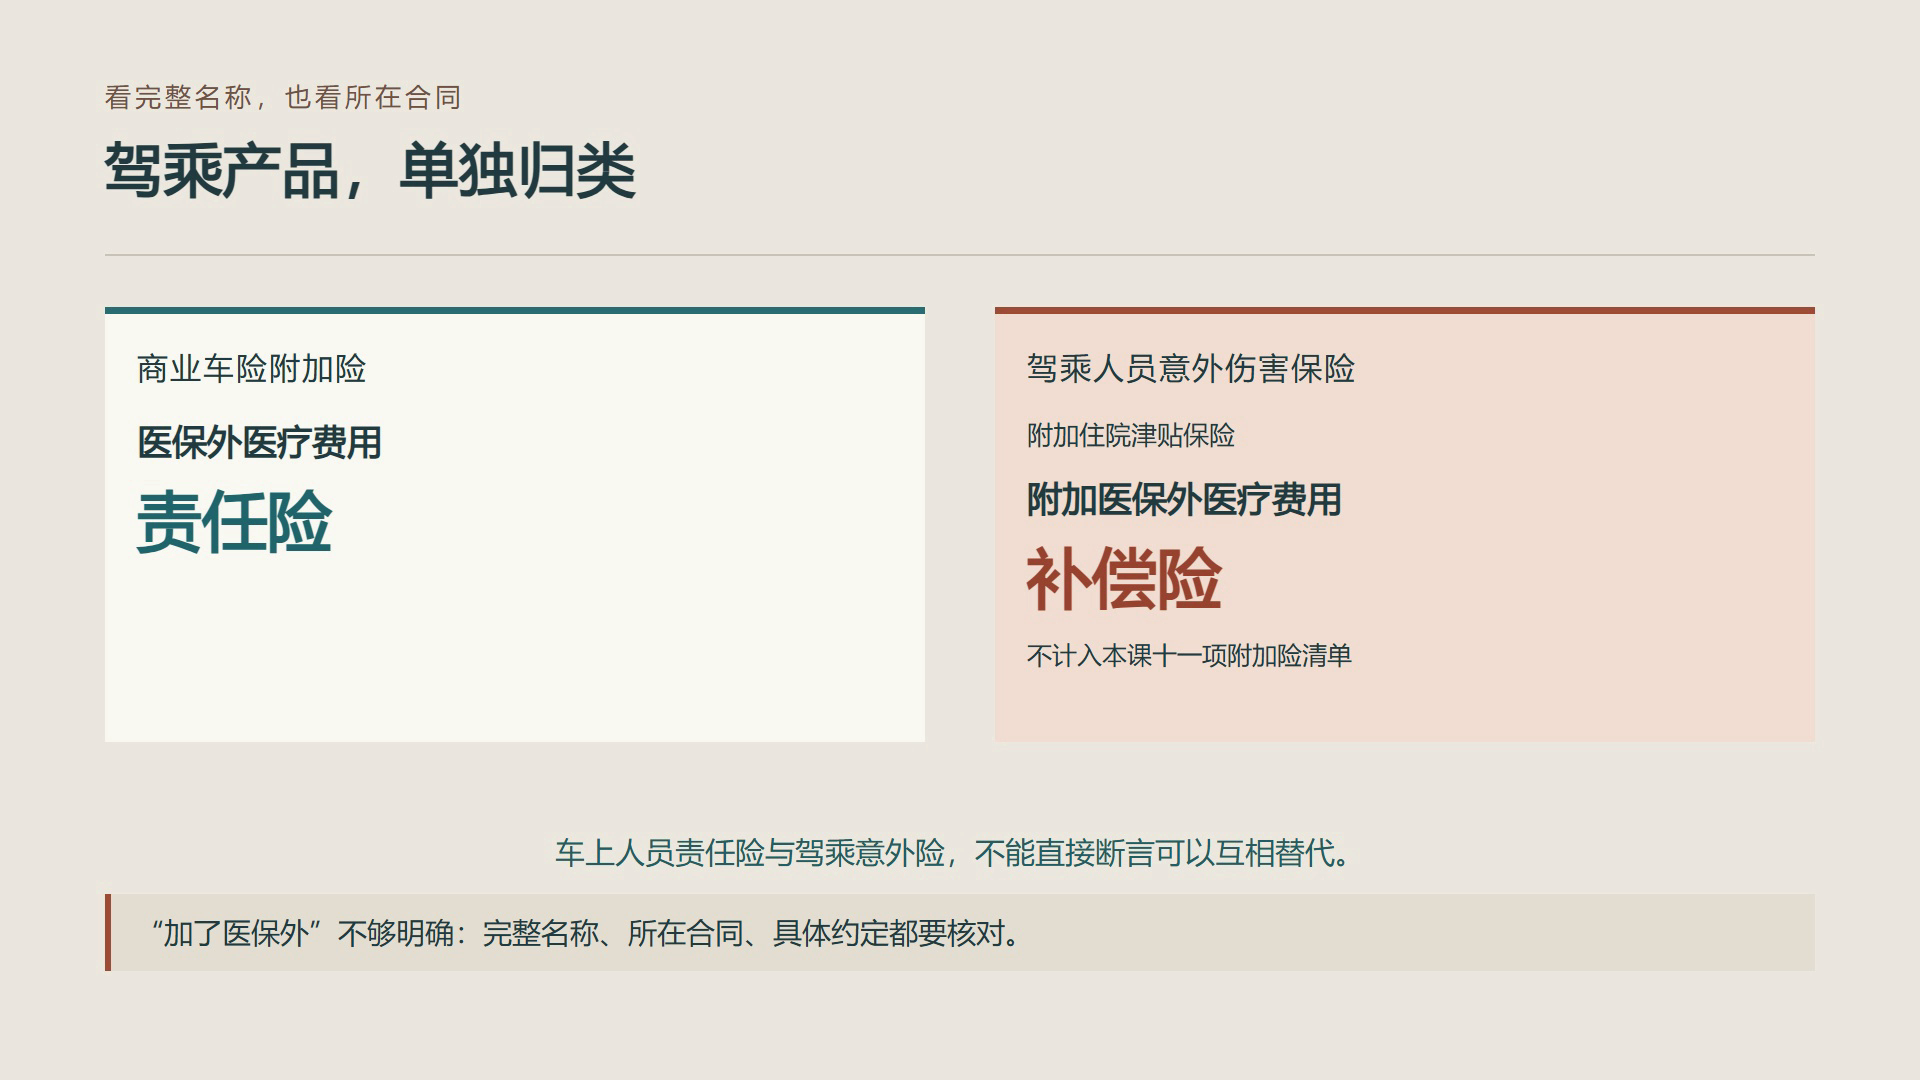 看完整名称，也看所在合同
驾乘产品，单独归类
商业车险附加险
医保外医疗费用
责任险
驾乘人员意外伤害保险
附加住院津贴保险
附加医保外医疗费用
补偿险
不计入本课十一项附加险清单
车上人员责任险与驾乘意外险，不能直接断言可以互相替代。
“加了医保外”不够明确：完整名称、所在合同、具体约定都要核对。